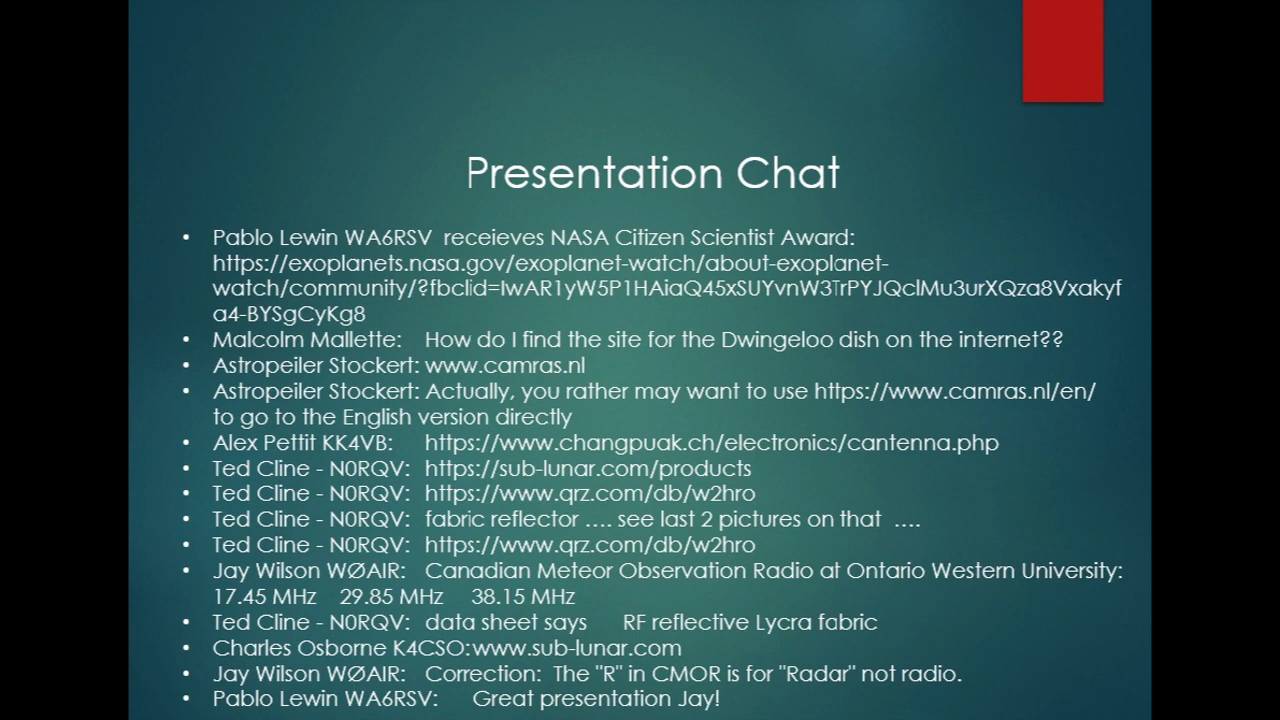 Presentation Chat
• Pablo Lewin WA6RSV receieves NASA Citizen Scientist Award:
https://exoplanets.nasa.gov/exoplanet-watch/about-exoplanet-
watch/community/?fbclid=IwAR1yW5P1HAiaQ45xSUYvnW3TrPYJQclMu3urXQza8Vxakyf
a4-BYSgCyKg8
• Malcolm Mallette: How do I find the site for the Dwingeloo dish on the internet??
• Astropeiler Stockert: www.camras.nl
• Astropeiler Stockert: Actually, you rather may want to use https://www.camras.nl/en/
to go to the English version directly
• Alex Pettit KK4VB: https://www.changpuak.ch/electronics/cantenna.php
• Ted Cline - N0RQV: https://sub-lunar.com/products
• Ted Cline - N0RQV: https://www.qrz.com/db/w2hro
• Ted Cline - N0RQV: fabric reflector .... see last 2 pictures on that ....
• Ted Cline - N0RQV: https://www.qrz.com/db/w2hro
• Jay Wilson WØAIR: Canadian Meteor Observation Radio at Ontario Western University:
17.45 MHz 29.85 MHz 38.15 MHz
• Ted Cline - N0RQV: data sheet says RF reflective Lycra fabric
• Charles Osborne K4CSO: www.sub-lunar.com
• Jay Wilson WØAIR: Correction: The "R" in CMOR is for "Radar" not radio.
• Pablo Lewin WA6RSV: Great presentation Jay!